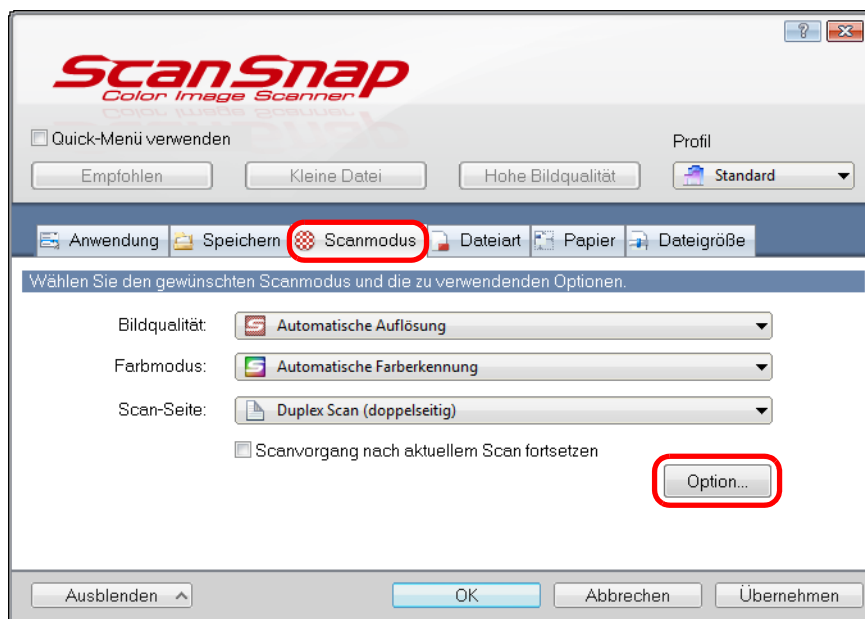 ScanSnap
Color Image Scanner
Quick-Menü verwenden
Profil
Empfohlen Kleine Datei Hohe Bildqualität Standard
Anwendung Speichern Scanmodus Dateiart Papier Dateigröße
Wählen Sie den gewünschten Scanmodus und die zu verwendenden Optionen.
Bildqualität: Automatische Auflösung
Farbmodus: Automatische Farberkennung
Scan-Seite: Duplex Scan (doppelseitig)
Scanvorgang nach aktuellem Scan fortsetzen
Option...
Ausblenden OK Abbrechen Übernehmen